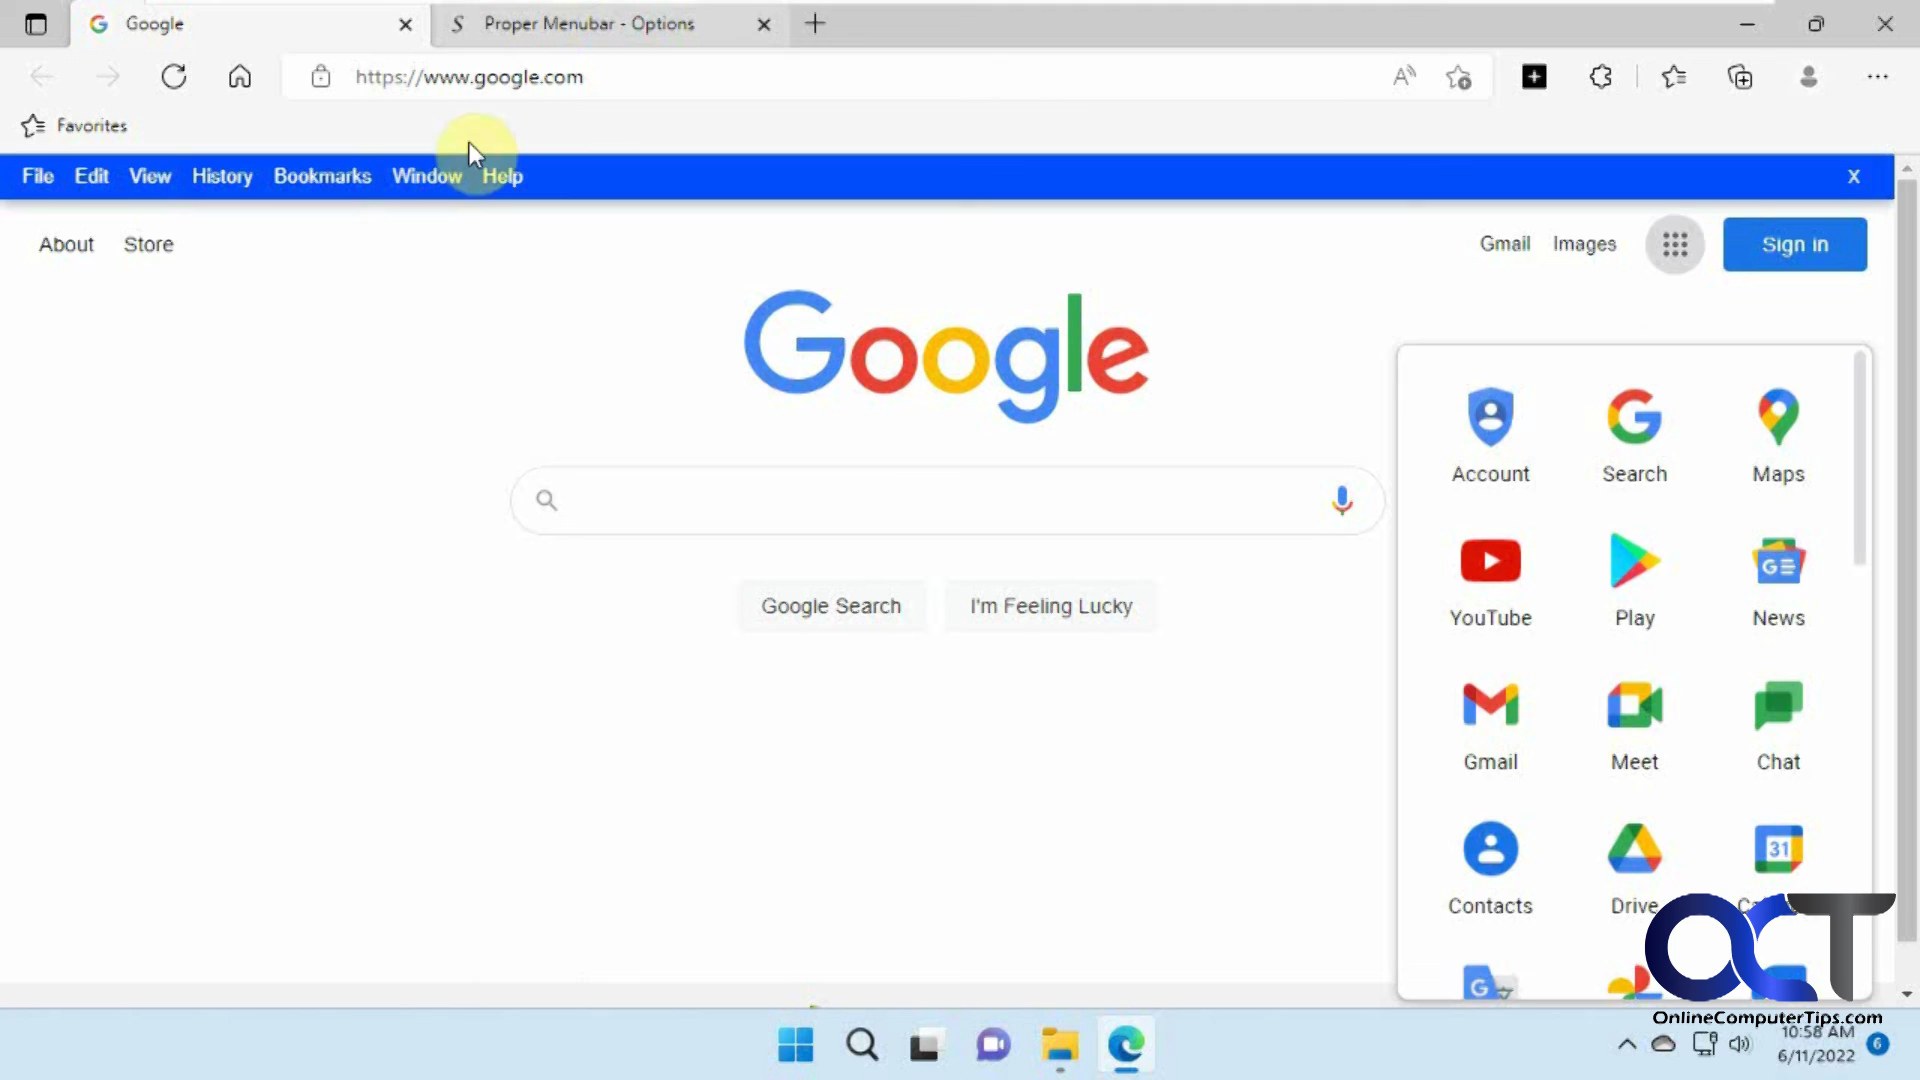 Google
Proper Menubar - Options
https://www.google.com
Favorites
File Edit View History Bookmarks Window Help X
About Store
Gmail Images Sign in
Google
Account Search Maps
Google Search I'm Feeling Lucky
YouTube Play News
Gmail Meet Chat
31
Contacts Drive
OCT
OnlineComputerTips.com
10:58 AM
6/11/2022 6